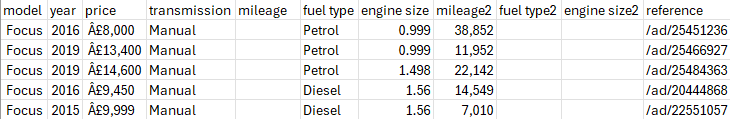 model year price transmission mileage fuel type engine size mileage2 fuel type2 engine size2 reference
Focus 2016 Â£8,000 Manual Petrol 0.999 38,852 /ad/25451236
Focus 2019 Â£13,400 Manual Petrol 0.999 11,952 /ad/25466927
Focus 2019 Â£14,600 Manual Petrol 1.498 22,142 /ad/25484363
Focus 2016 Â£9,450 Manual Diesel 1.56 14,549 /ad/20444868
Focus 2015 Â£9,999 Manual Diesel 1.56 7,010 /ad/22551057